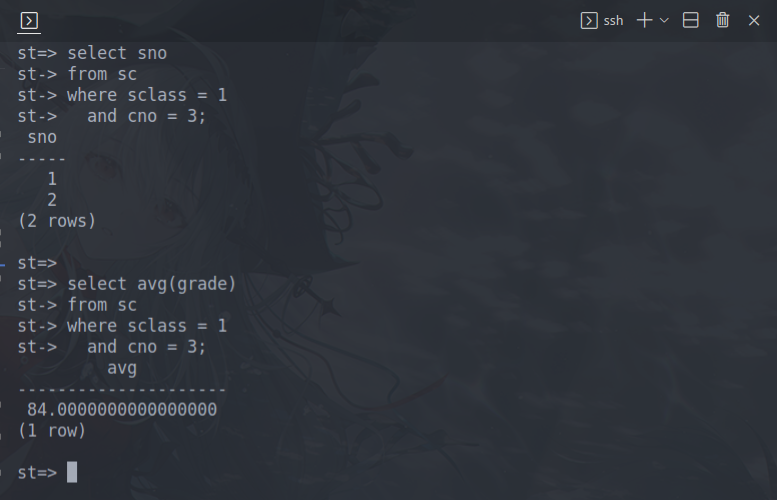 ssh
st=> select sno
st-> from sc
st-> where sclass = 1
st->   and cno = 3;
 sno
-----
   1
   2
(2 rows)

st=>
st=> select avg(grade)
st-> from sc
st-> where sclass = 1
st->   and cno = 3;
         avg
---------------------
 84.0000000000000000
(1 row)

st=>